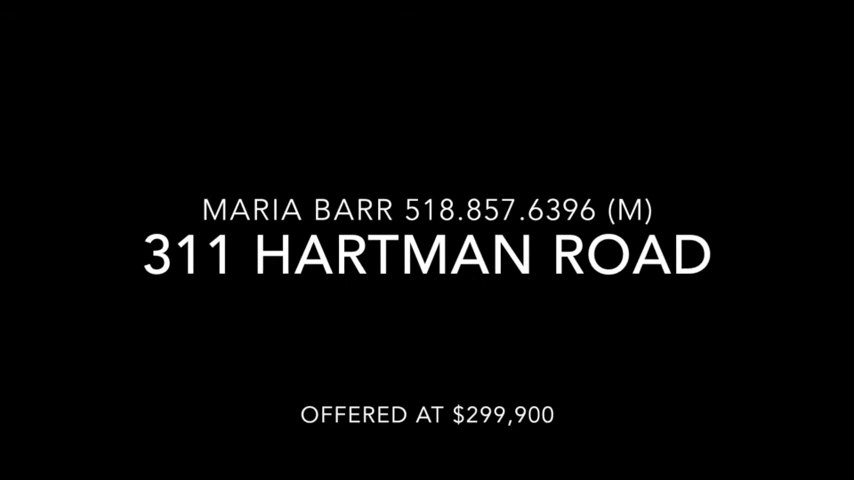 MARIA BARR 518.857.6396 (M)
311 HARTMAN ROAD
OFFERED AT $299,900